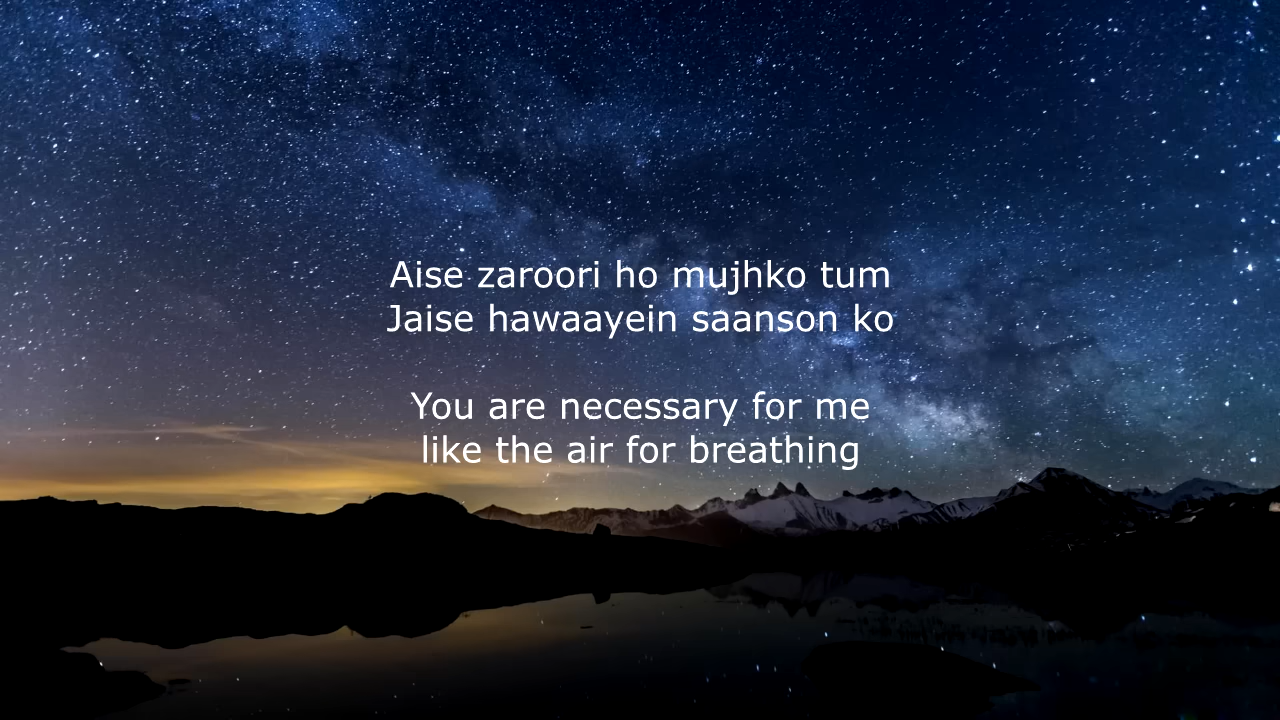 Aise zaroori ho mujhko tum
Jaise hawaayein saanson ko
You are necessary for me
like the air for breathing